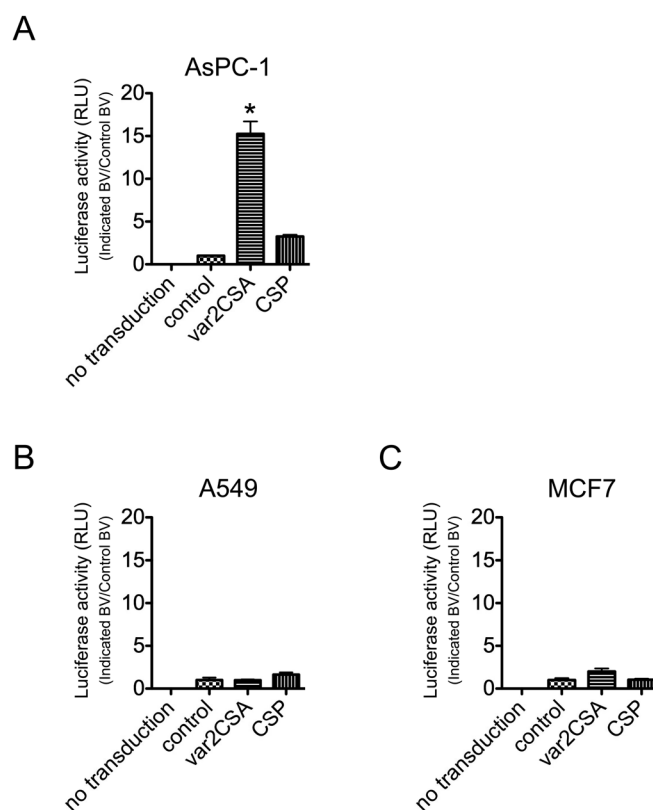 A
AsPC-1
Luciferase activity (RLU)
(Indicated BV/Control BV)
20
15
10
5
0
*
no transduction
control
var2CSA
CSP
B
A549
Luciferase activity (RLU)
(Indicated BV/Control BV)
20
15
10
5
0
no transduction
control
var2CSA
CSP
C
MCF7
Luciferase activity (RLU)
(Indicated BV/Control BV)
20
15
10
5
0
no transduction
control
var2CSA
CSP